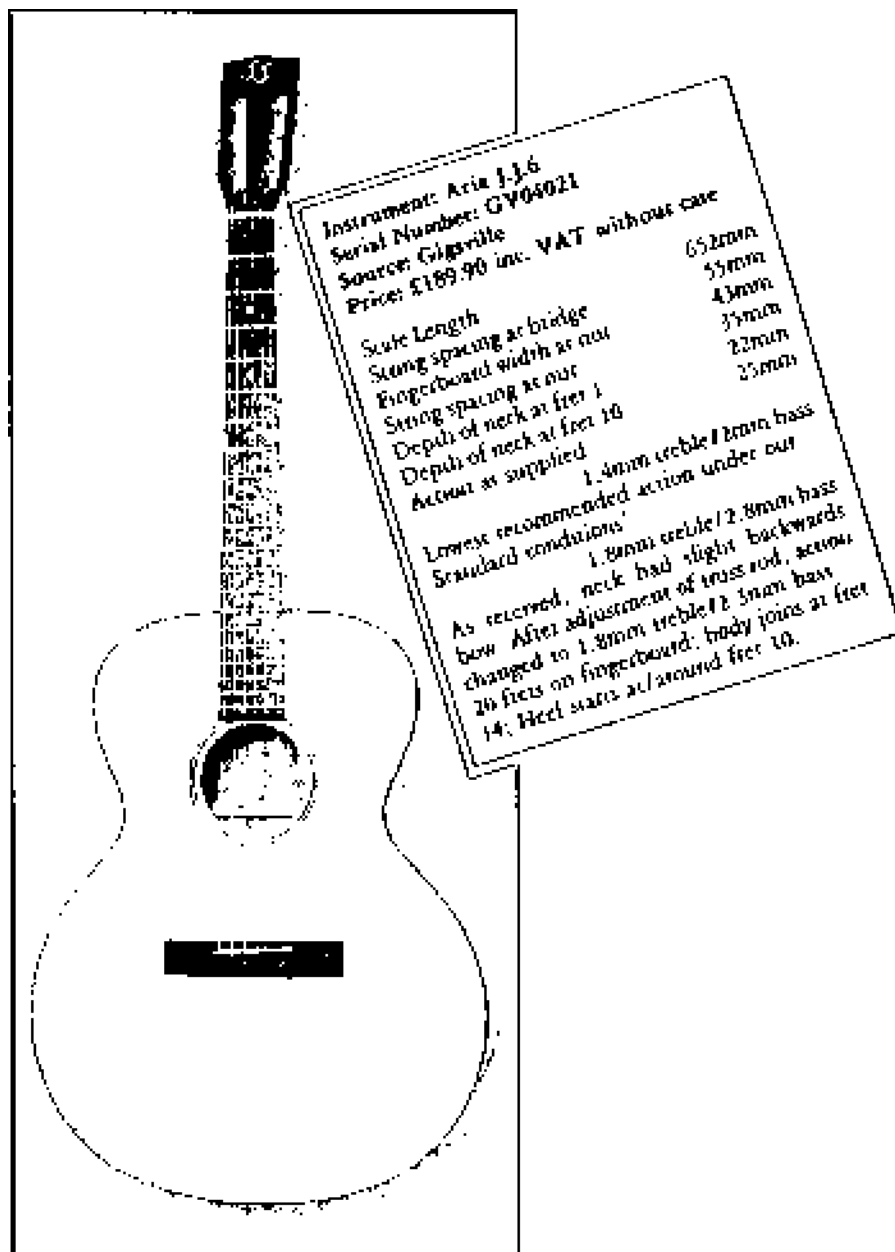 Instrument: Aria J.J.6
Serial Number: GV04021
Source: Gigsville
Price: £189.90 inc. VAT without case
Scale Length 652mm
String spacing at bridge 55mm
Fingerboard width at nut 43mm
String spacing at nut 35mm
Depth of neck at fret 1 22mm
Depth of neck at fret 10 25mm
Action as supplied
1.4mm treble/2mm bass
Lowest recommended action under our
'Standard conditions'
1.8mm treble/2.8mm bass
As received, neck had slight backwards
bow. After adjustment of truss rod, action
changed to 1.8mm treble/2.3mm bass
20 frets on fingerboard; body joins at fret
14; Heel starts at/around fret 10.